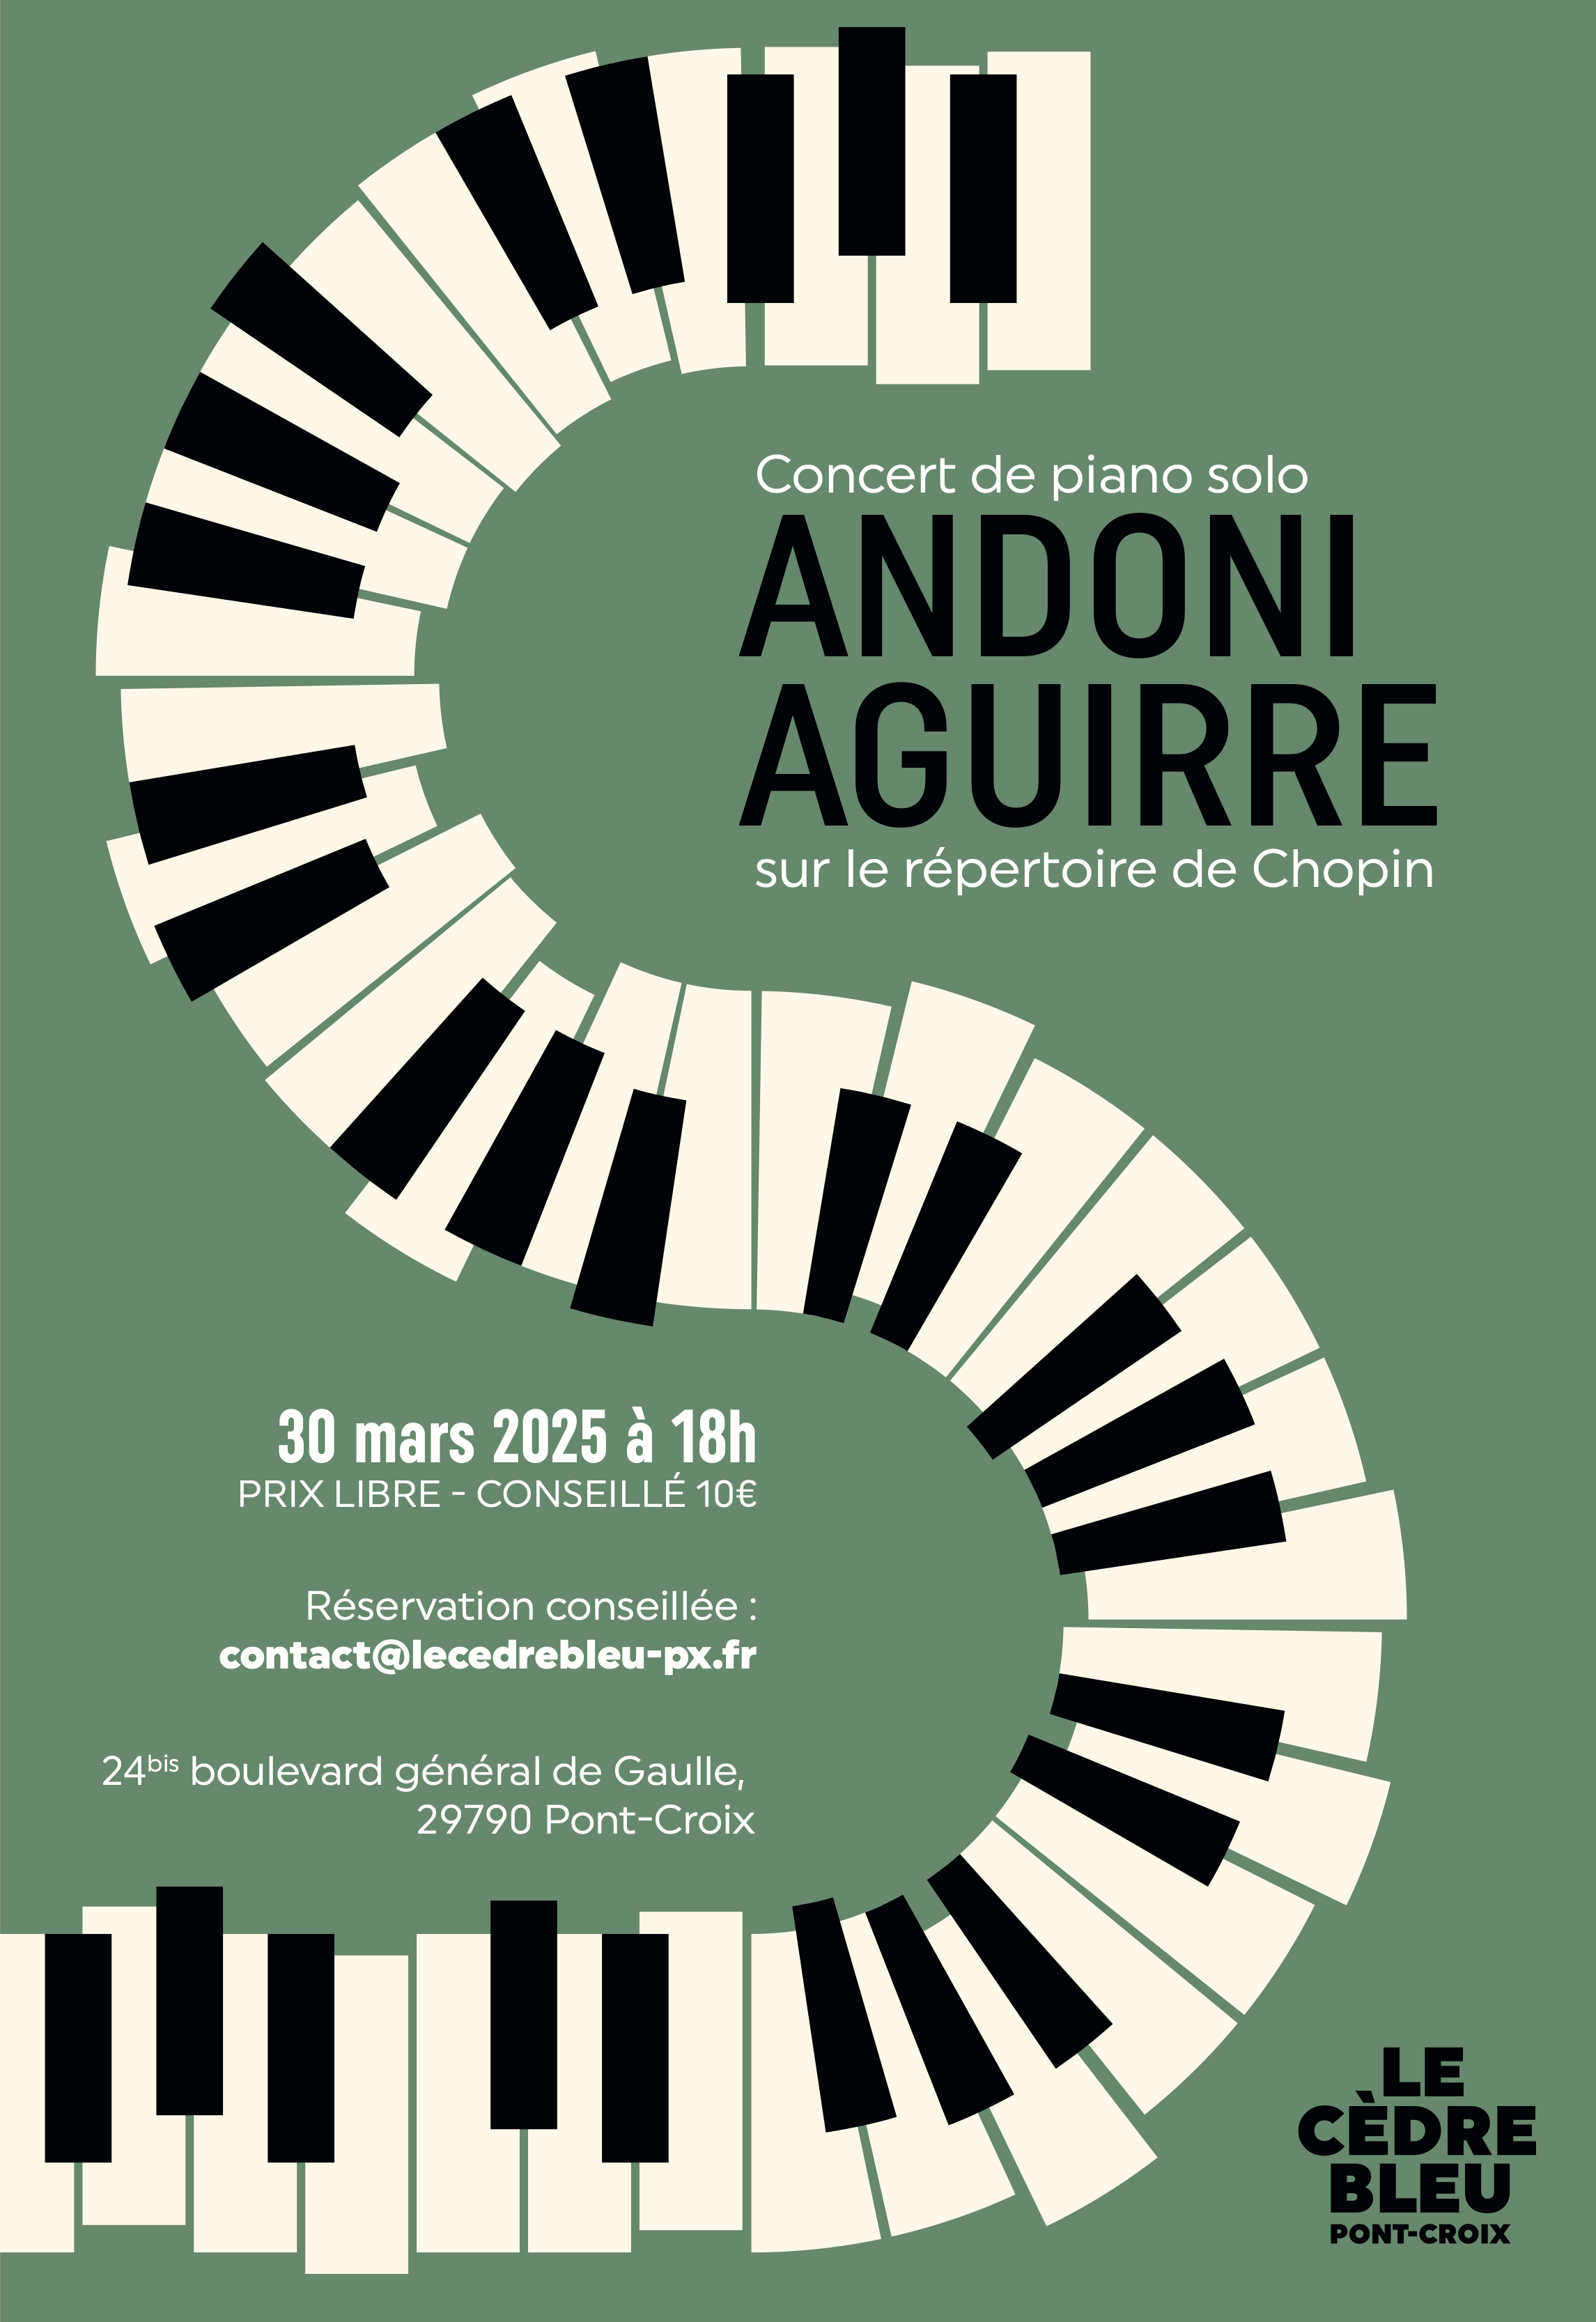 Concert de piano solo
ANDONI
AGUIRRE
sur le répertoire de Chopin
30 mars 2025 à 18h
PRIX LIBRE - CONSEILLÉ 10€
Réservation conseillée :
contact@lecedrebleu-px.fr
24bis boulevard général de Gaulle,
29790 Pont-Croix
LE
CÈDRE
BLEU
PONT-CROIX